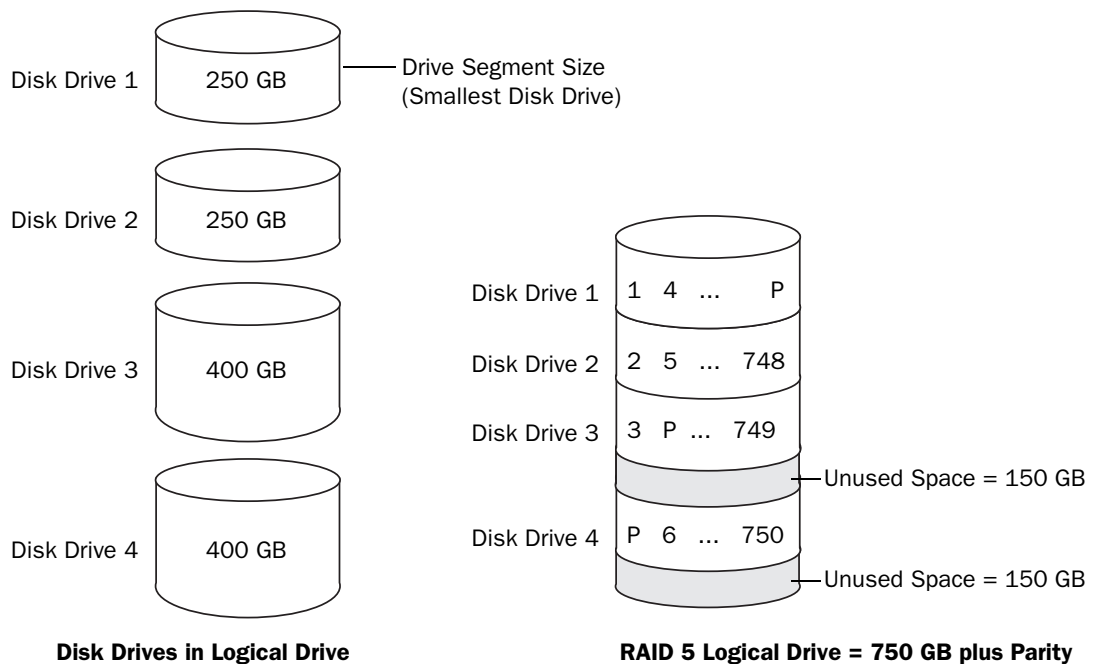 Disk Drive 1
250 GB
Drive Segment Size
(Smallest Disk Drive)
Disk Drive 2
250 GB
Disk Drive 3
400 GB
Disk Drive 4
400 GB
Disk Drives in Logical Drive
Disk Drive 1
1 4 ... P
Disk Drive 2
2 5 ... 748
Disk Drive 3
3 P ... 749
Unused Space = 150 GB
Disk Drive 4
P 6 ... 750
Unused Space = 150 GB
RAID 5 Logical Drive = 750 GB plus Parity